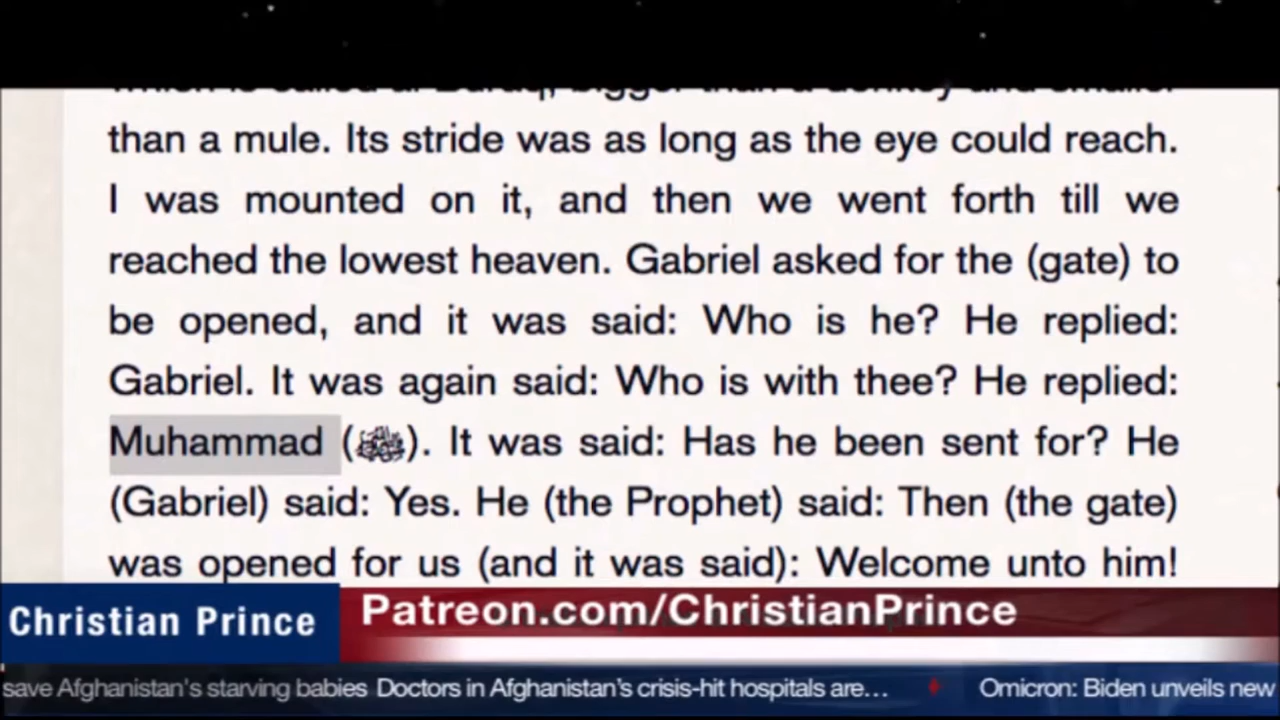 than a mule. Its stride was as long as the eye could reach.
I was mounted on it, and then we went forth till we
reached the lowest heaven. Gabriel asked for the (gate) to
be opened, and it was said: Who is he? He replied:
Gabriel. It was again said: Who is with thee? He replied:
Muhammad (ﷺ). It was said: Has he been sent for? He
(Gabriel) said: Yes. He (the Prophet) said: Then (the gate)
was opened for us (and it was said): Welcome unto him!
Christian Prince
Patreon.com/ChristianPrince
save Afghanistan's starving babies Doctors in Afghanistan's crisis-hit hospitals are... Omicron: Biden unveils new